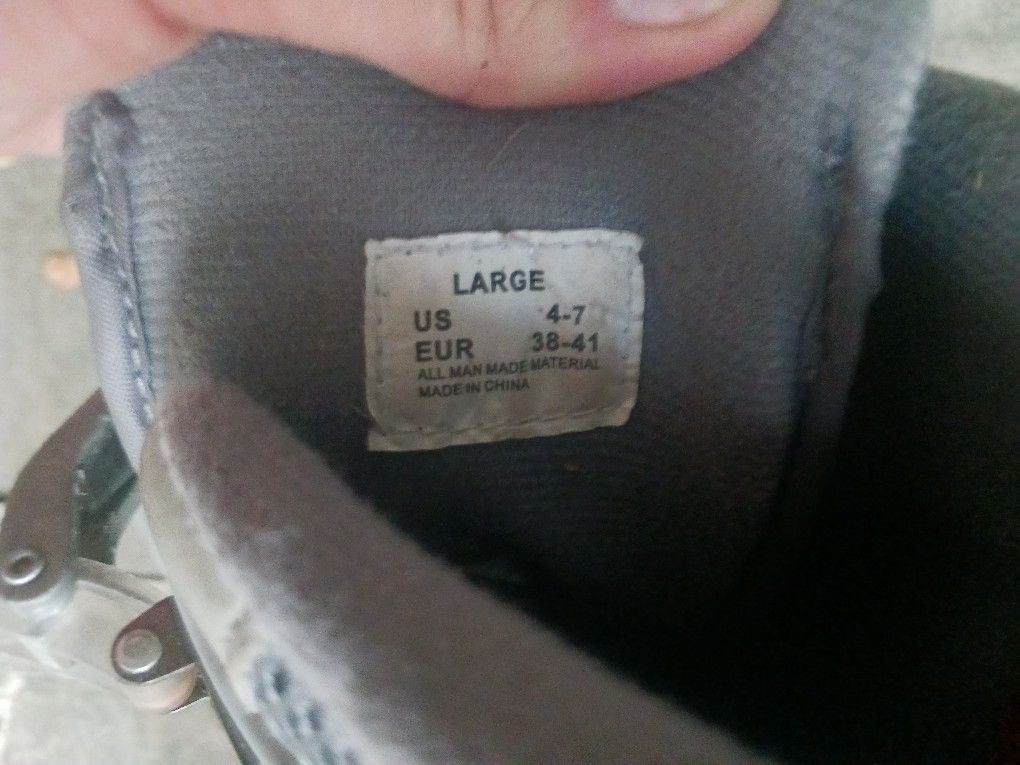 LARGE
US 4-7
EUR 38-41
ALL MAN MADE MATERIAL
MADE IN CHINA